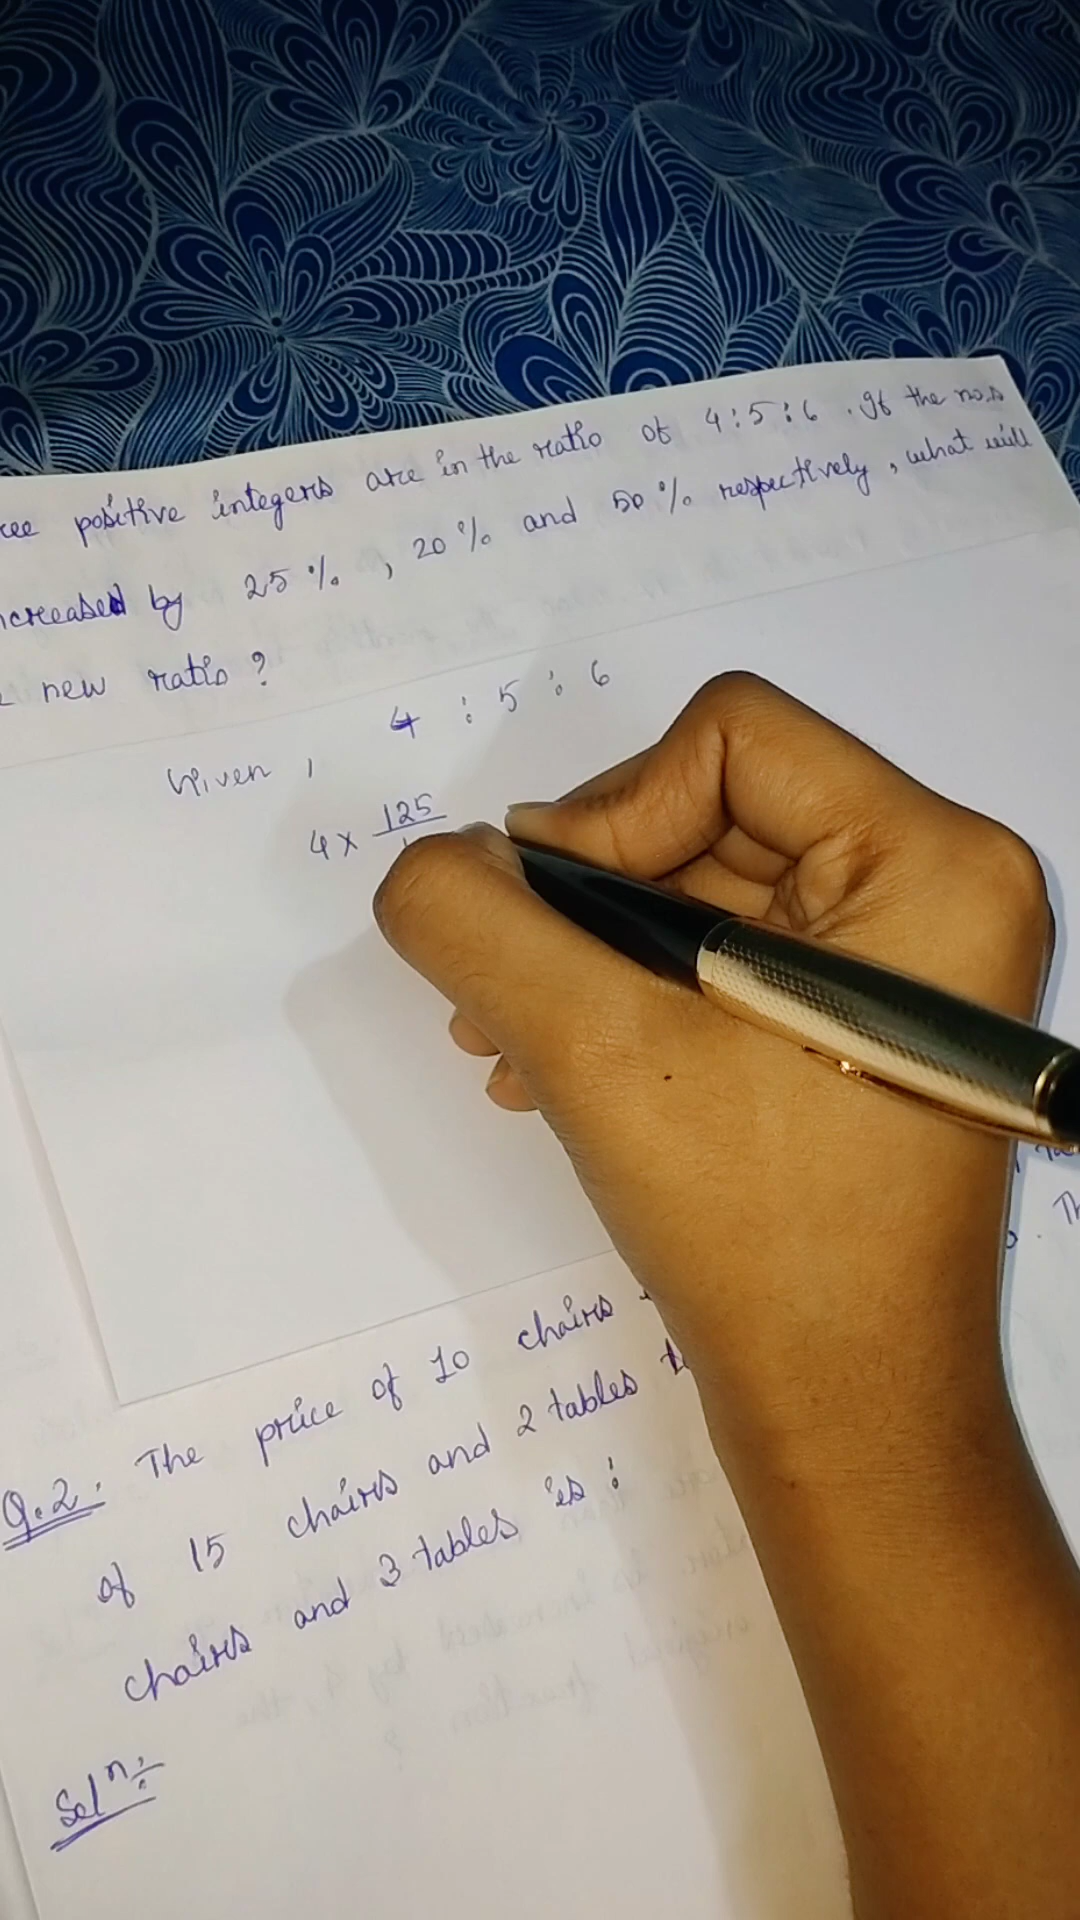 positive integers are in the ratio of 4:5:6 . If the no.s
increased by 25% , 20% and 50% respectively, what will
new ratio ?
4 : 5 : 6
Given ,
4 × 125
Q.2. The price of 10 chairs
of 15 chairs and 2 tables
chairs and 3 tables is :
Solⁿ:-